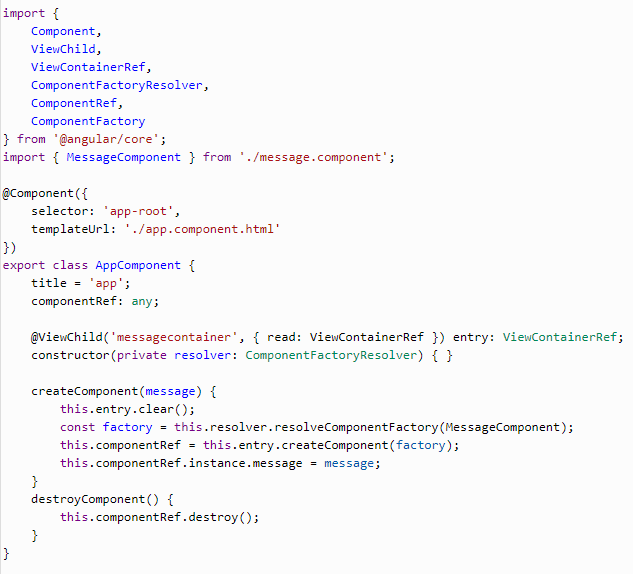 import {
    Component,
    ViewChild,
    ViewContainerRef,
    ComponentFactoryResolver,
    ComponentRef,
    ComponentFactory
} from '@angular/core';
import { MessageComponent } from './message.component';

@Component({
    selector: 'app-root',
    templateUrl: './app.component.html'
})
export class AppComponent {
    title = 'app';
    componentRef: any;

    @ViewChild('messagecontainer', { read: ViewContainerRef }) entry: ViewContainerRef;
    constructor(private resolver: ComponentFactoryResolver) { }

    createComponent(message) {
        this.entry.clear();
        const factory = this.resolver.resolveComponentFactory(MessageComponent);
        this.componentRef = this.entry.createComponent(factory);
        this.componentRef.instance.message = message;
    }
    destroyComponent() {
        this.componentRef.destroy();
    }
}